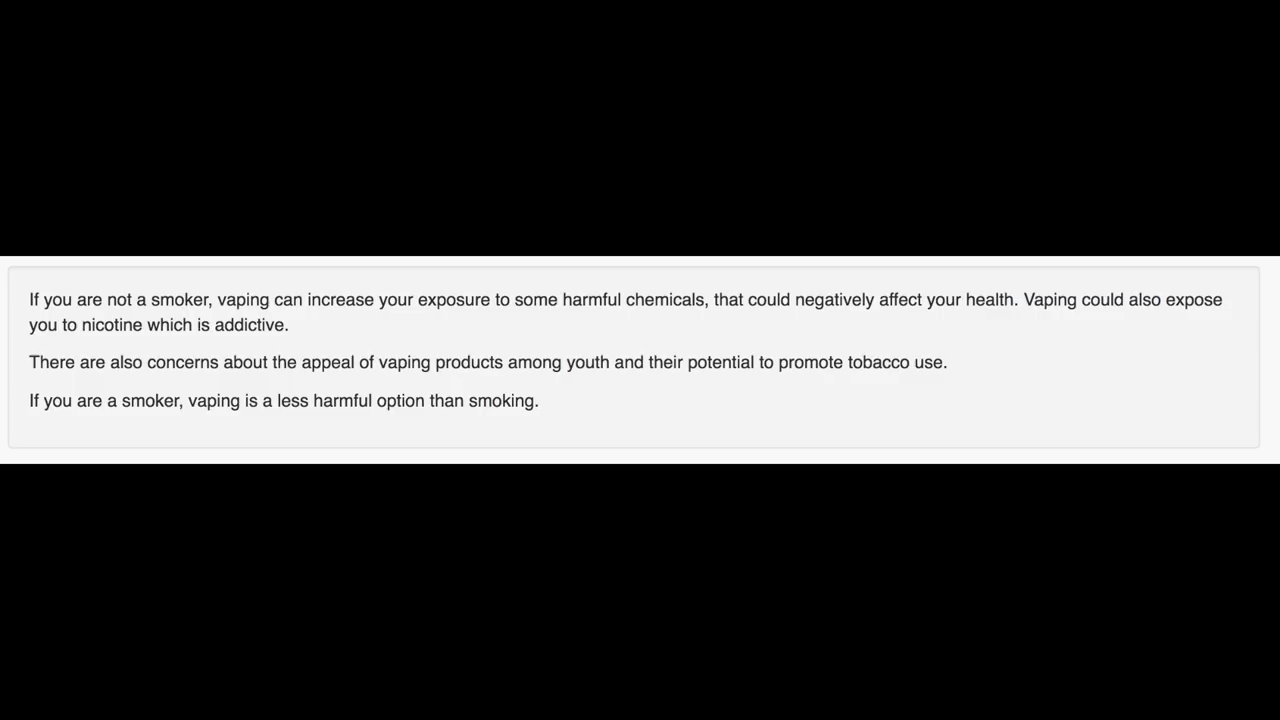 If you are not a smoker, vaping can increase your exposure to some harmful chemicals, that could negatively affect your health. Vaping could also expose
you to nicotine which is addictive.
There are also concerns about the appeal of vaping products among youth and their potential to promote tobacco use.
If you are a smoker, vaping is a less harmful option than smoking.